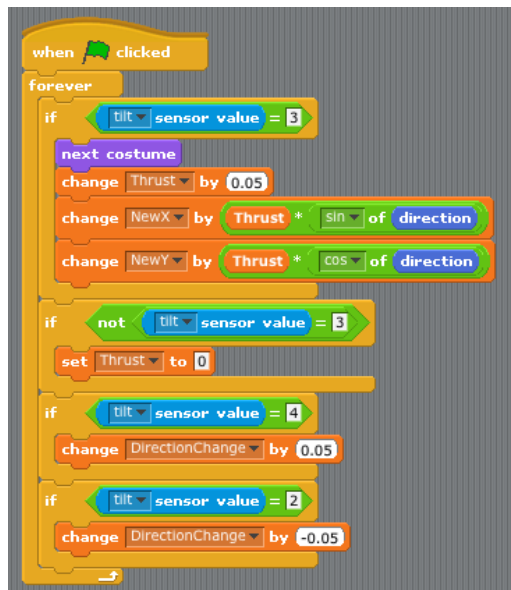 when clicked
forever
if tilt sensor value = 3
next costume
change Thrust by 0.05
change NewX by Thrust * sin of direction
change NewY by Thrust * cos of direction
if not tilt sensor value = 3
set Thrust to 0
if tilt sensor value = 4
change DirectionChange by 0.05
if tilt sensor value = 2
change DirectionChange by -0.05